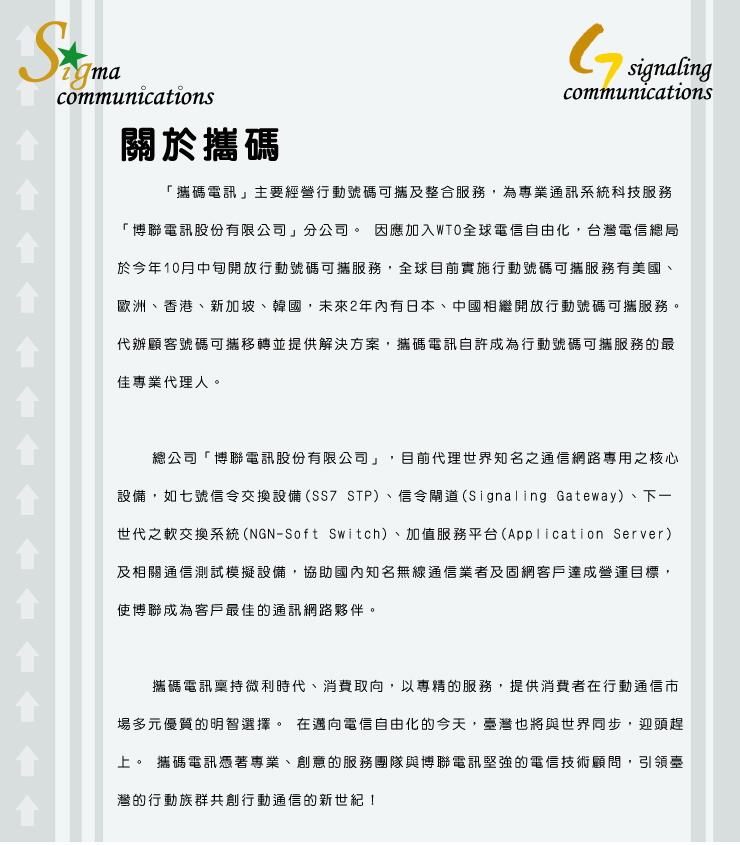 Sigma
communications
signaling
communications
關於攜碼
「攜碼電訊」主要經營行動號碼可攜及整合服務，為專業通訊系統科技服務
「博聯電訊股份有限公司」分公司。 因應加入WTO全球電信自由化，台灣電信總局
於今年10月中旬開放行動號碼可攜服務，全球目前實施行動號碼可攜服務有美國、
歐洲、香港、新加坡、韓國，未來2年內有日本、中國相繼開放行動號碼可攜服務。
代辦顧客號碼可攜移轉並提供解決方案，攜碼電訊自許成為行動號碼可攜服務的最
佳專業代理人。
總公司「博聯電訊股份有限公司」，目前代理世界知名之通信網路專用之核心
設備，如七號信令交換設備(SS7 STP)、信令閘道(Signaling Gateway)、下一
世代之軟交換系統(NGN-Soft Switch)、加值服務平台(Application Server)
及相關通信測試模擬設備，協助國內知名無線通信業者及固網客戶達成營運目標，
使博聯成為客戶最佳的通訊網路夥伴。
攜碼電訊稟持微利時代、消費取向，以專精的服務，提供消費者在行動通信市
場多元優質的明智選擇。 在邁向電信自由化的今天，臺灣也將與世界同步，迎頭趕
上。 攜碼電訊憑著專業、創意的服務團隊與博聯電訊堅強的電信技術顧問，引領臺
灣的行動族群共創行動通信的新世紀！